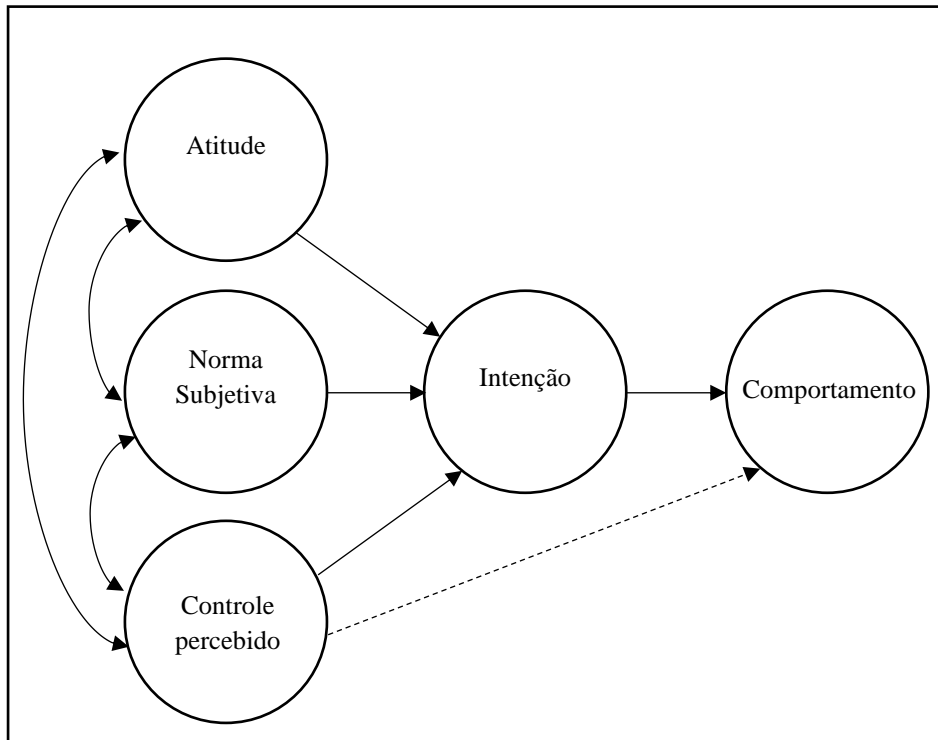 Atitude
Norma
Subjetiva
Intenção
Comportamento
Controle
percebido